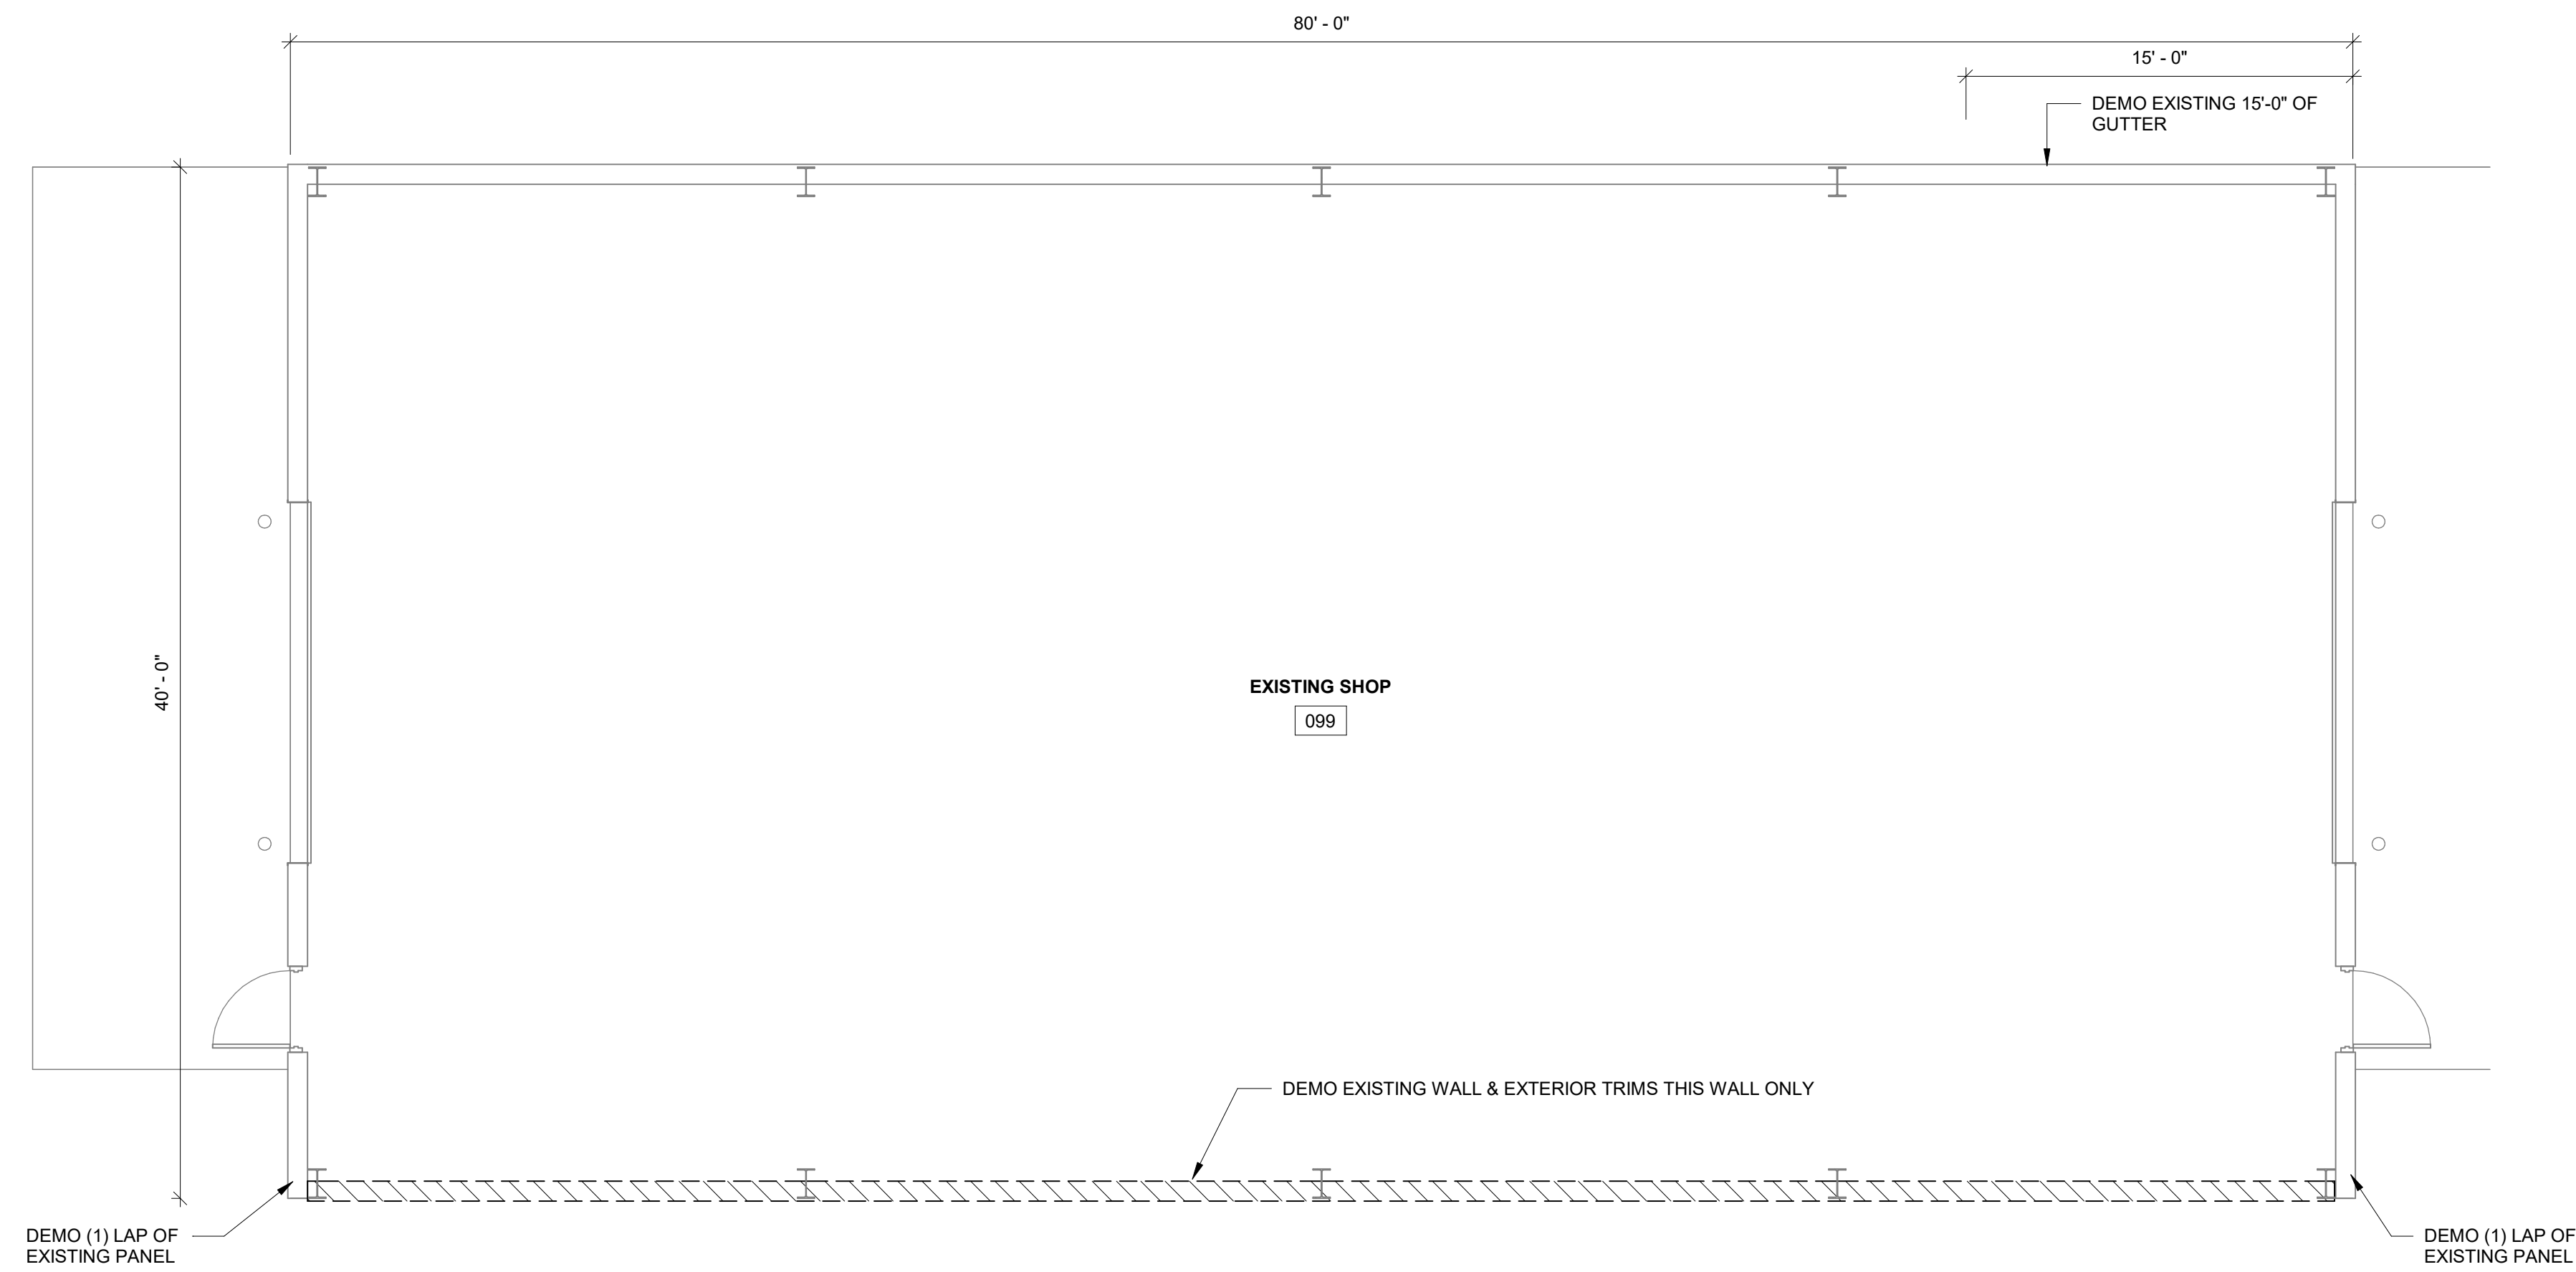 80' - 0"
15' - 0"
DEMO EXISTING 15'-0" OF
GUTTER
40' - 0"
EXISTING SHOP
099
DEMO EXISTING WALL & EXTERIOR TRIMS THIS WALL ONLY
DEMO (1) LAP OF
EXISTING PANEL
DEMO (1) LAP OF
EXISTING PANEL